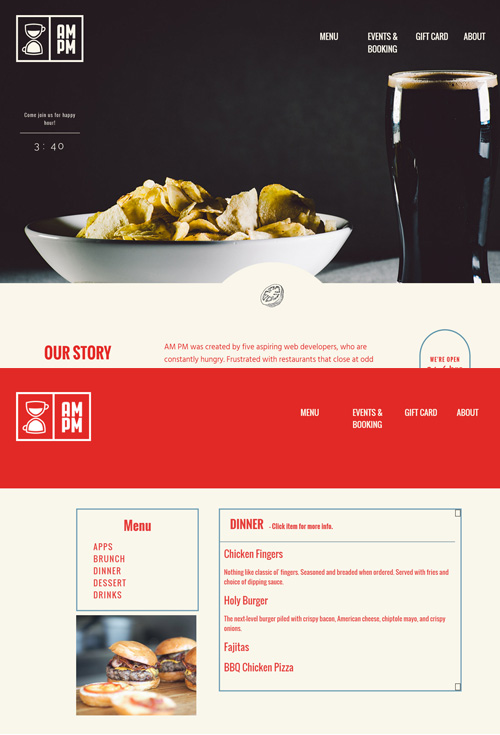 AM
PM
MENU
EVENTS &
BOOKING
GIFT CARD
ABOUT
Come join us for happy
hour!
3 : 40
OUR STORY
AM PM was created by five aspiring web developers, who are
constantly hungry. Frustrated with restaurants that close at odd
WE'RE OPEN
AM
PM
MENU
EVENTS &
BOOKING
GIFT CARD
ABOUT
Menu
APPS
BRUNCH
DINNER
DESSERT
DRINKS
DINNER - Click item for more info.
Chicken Fingers
Nothing like classic ol' fingers. Seasoned and breaded when ordered. Served with fries and
choice of dipping sauce.
Holy Burger
The next-level burger piled with crispy bacon, American cheese, chiptole mayo, and crispy
onions.
Fajitas
BBQ Chicken Pizza